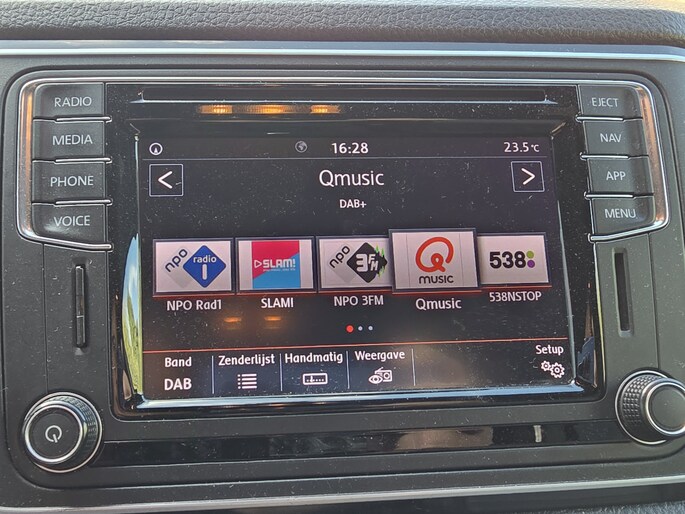 RADIO
MEDIA
PHONE
VOICE
EJECT
NAV
APP
MENU
16:28
23.5°C
<
Qmusic
>
DAB+
npo radio 1
SLAM!
npo 3FM
Q MUSIC
538
NPO Rad1
SLAM!
NPO 3FM
Qmusic
538NSTOP
Band
DAB
Zenderlijst
Handmatig
Weergave
Setup